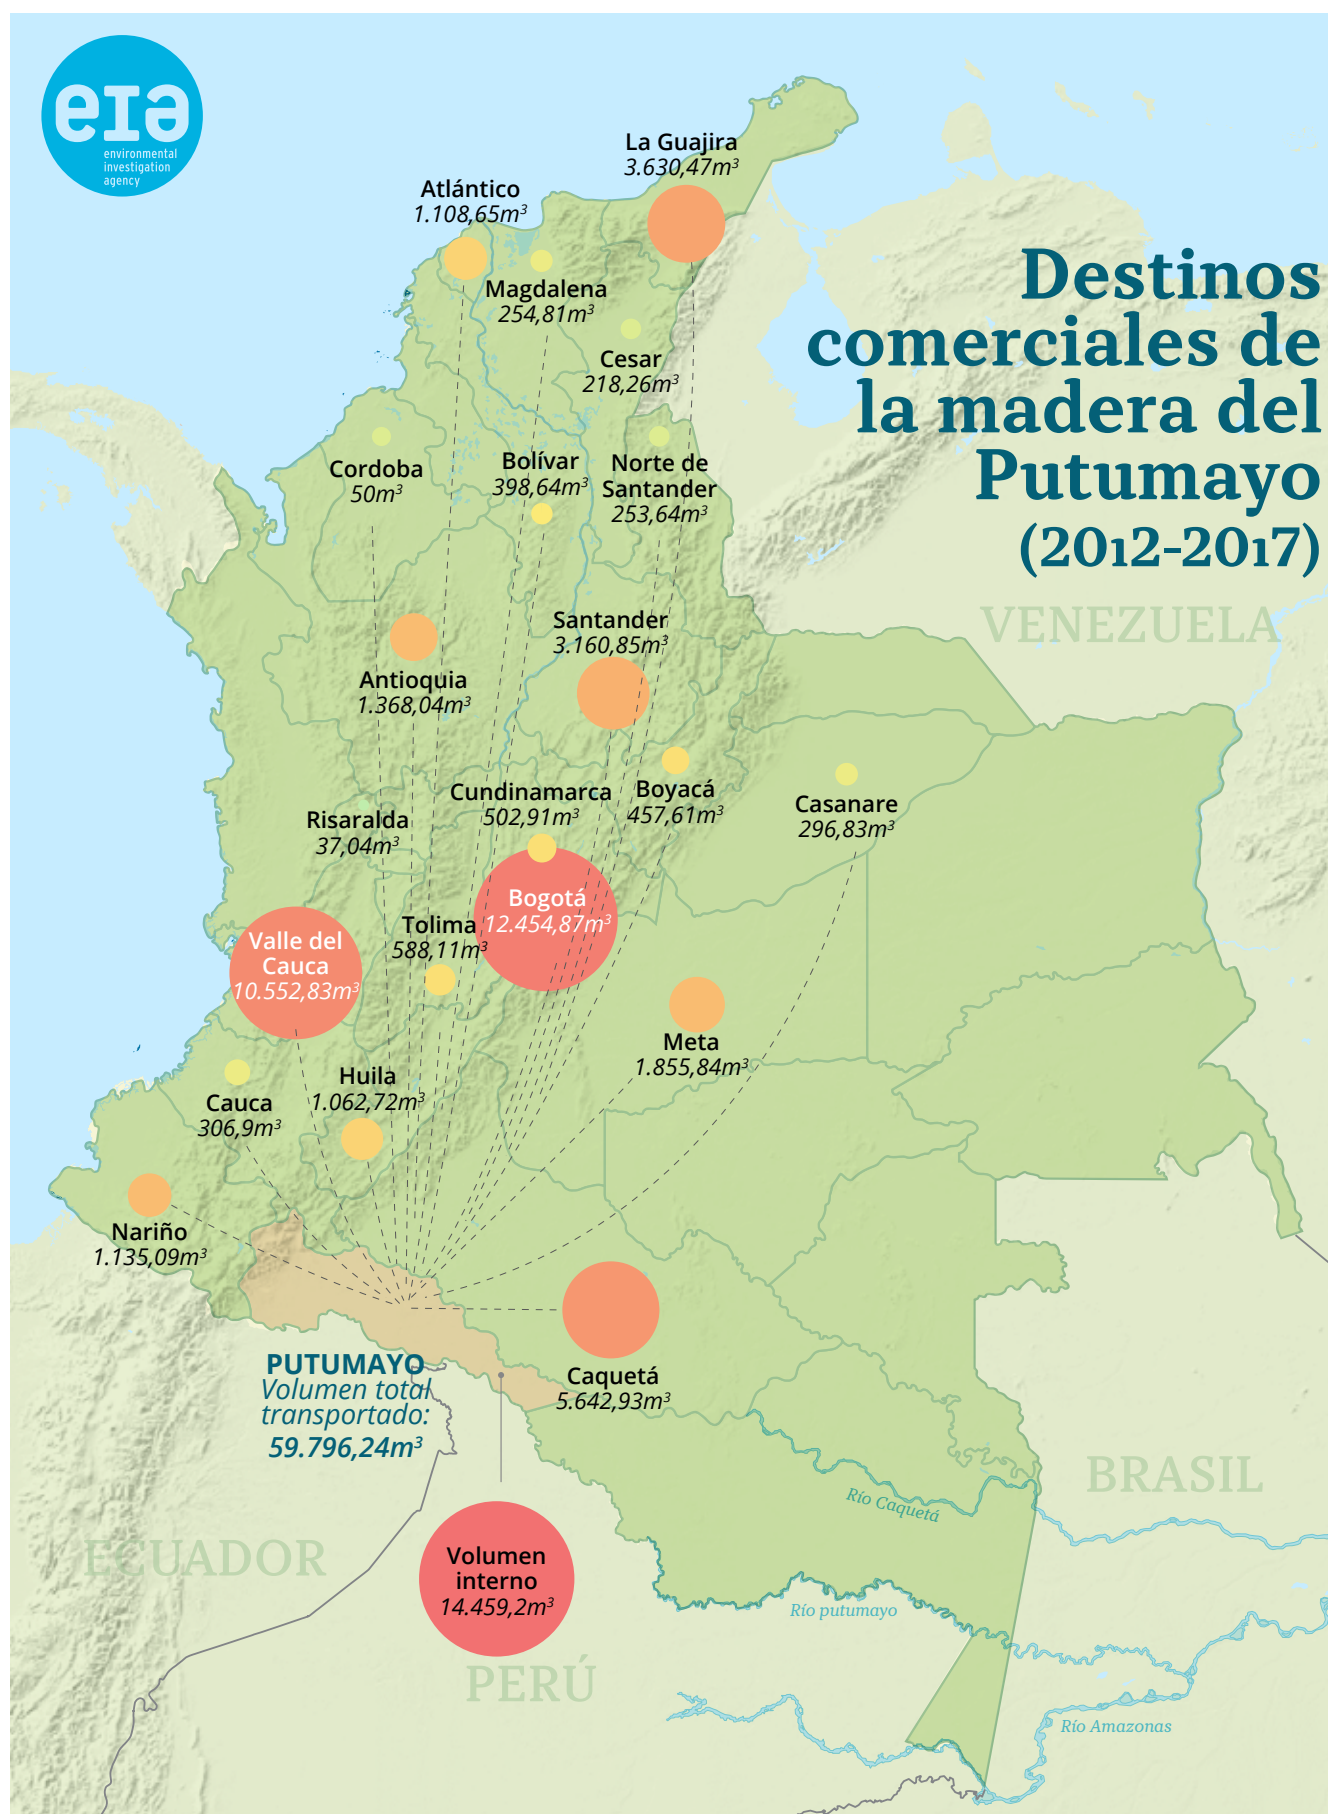 eia
environmental
investigation
agency
Destinos
comerciales de
la madera del
Putumayo
(2012-2017)
La Guajira
3.630,47m³
Atlántico
1.108,65m³
Magdalena
254,81m³
Cesar
218,26m³
Cordoba
50m³
Bolívar
398,64m³
Norte de
Santander
253,64m³
VENEZUELA
Santander
3.160,85m³
Antioquia
1.368,04m³
Cundinamarca
502,91m³
Boyacá
457,61m³
Casanare
296,83m³
Risaralda
37,04m³
Bogotá
12.454,87m³
Tolima
588,11m³
Valle del
Cauca
10.552,83m³
Meta
1.855,84m³
Huila
1.062,72m³
Cauca
306,9m³
Nariño
1.135,09m³
PUTUMAYO
Volumen total
transportado:
59.796,24m³
Caquetá
5.642,93m³
BRASIL
Río Caquetá
ECUADOR
Volumen
interno
14.459,2m³
Río putumayo
PERÚ
Río Amazonas